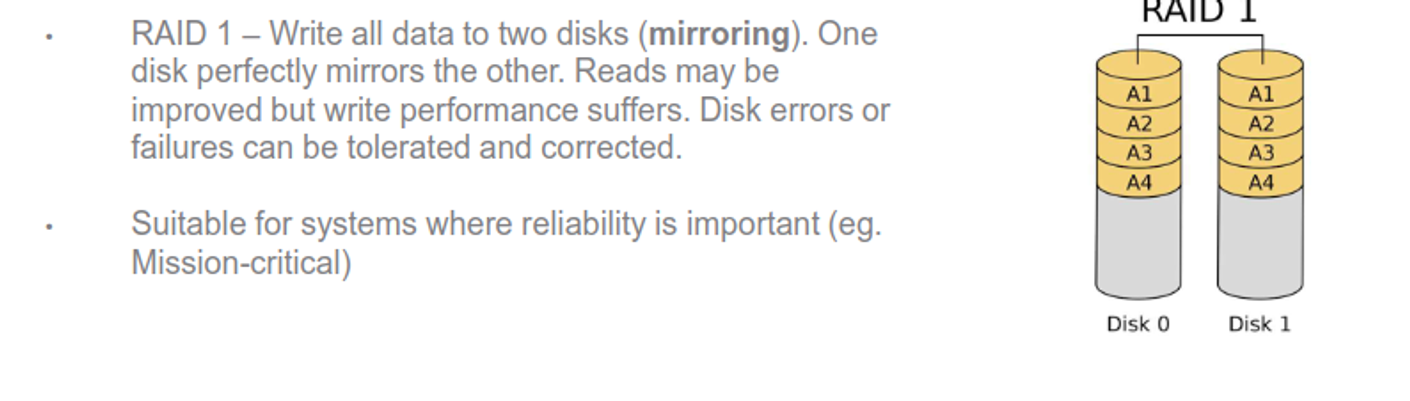 RAID 1
• RAID 1 – Write all data to two disks (mirroring). One
disk perfectly mirrors the other. Reads may be
improved but write performance suffers. Disk errors or
failures can be tolerated and corrected.
• Suitable for systems where reliability is important (eg.
Mission-critical)
A1 A1
A2 A2
A3 A3
A4 A4
Disk 0 Disk 1